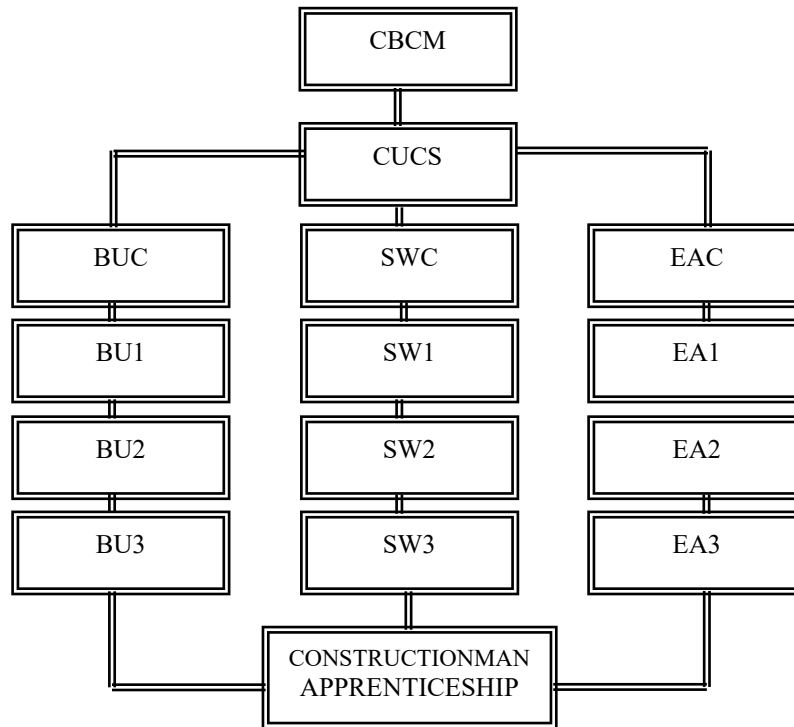 CBCM
CUCS
BUC
SWC
EAC
BU1
SW1
EA1
BU2
SW2
EA2
BU3
SW3
EA3
CONSTRUCTIONMAN
APPRENTICESHIP